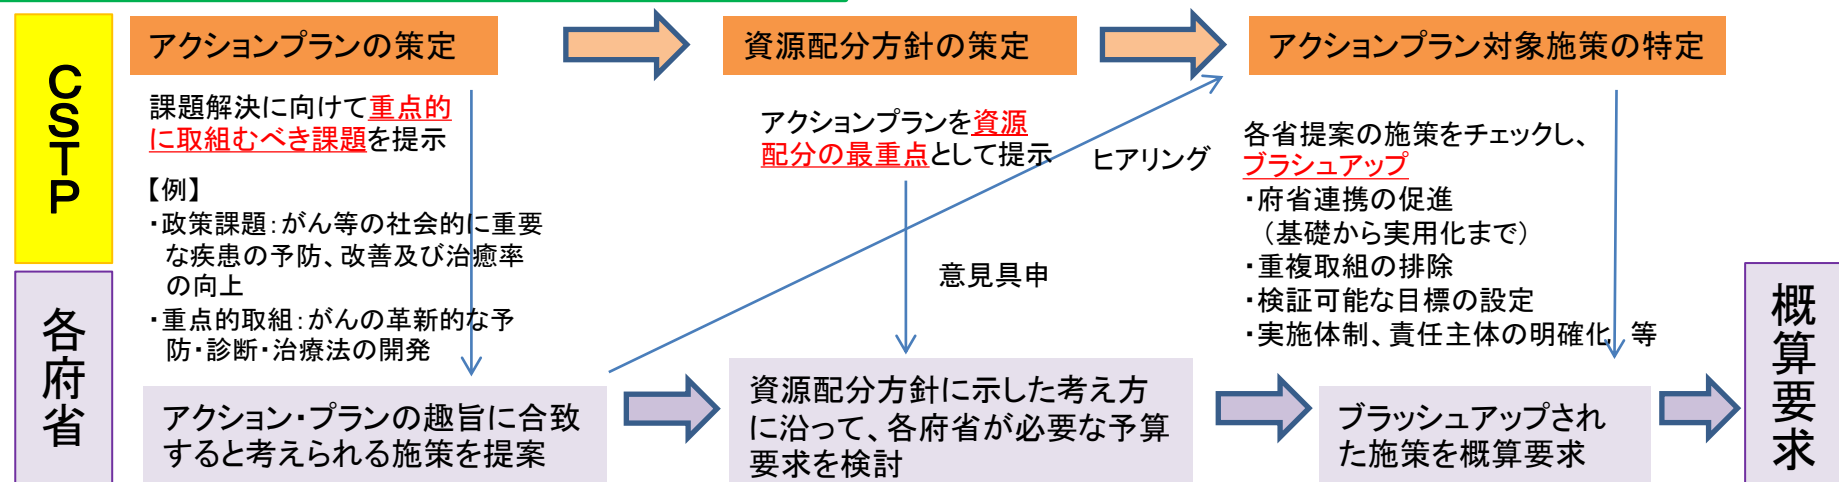 CSTP
アクションプランの策定
資源配分方針の策定
アクションプラン対象施策の特定
課題解決に向けて重点的
に取組むべき課題を提示
【例】
・政策課題：がん等の社会的に重要
な疾患の予防、改善及び治癒率
の向上
・重点的取組：がんの革新的な予
防・診断・治療法の開発
アクションプランを資源
配分の最重点として提示
ヒアリング
意見具申
各省提案の施策をチェックし、
ブラシュアップ
・府省連携の促進
（基礎から実用化まで）
・重複取組の排除
・検証可能な目標の設定
・実施体制、責任主体の明確化、等
各府省
アクション・プランの趣旨に合致
すると考えられる施策を提案
資源配分方針に示した考え方
に沿って、各府省が必要な予算
要求を検討
ブラッシュアップされ
た施策を概算要求
概算要求